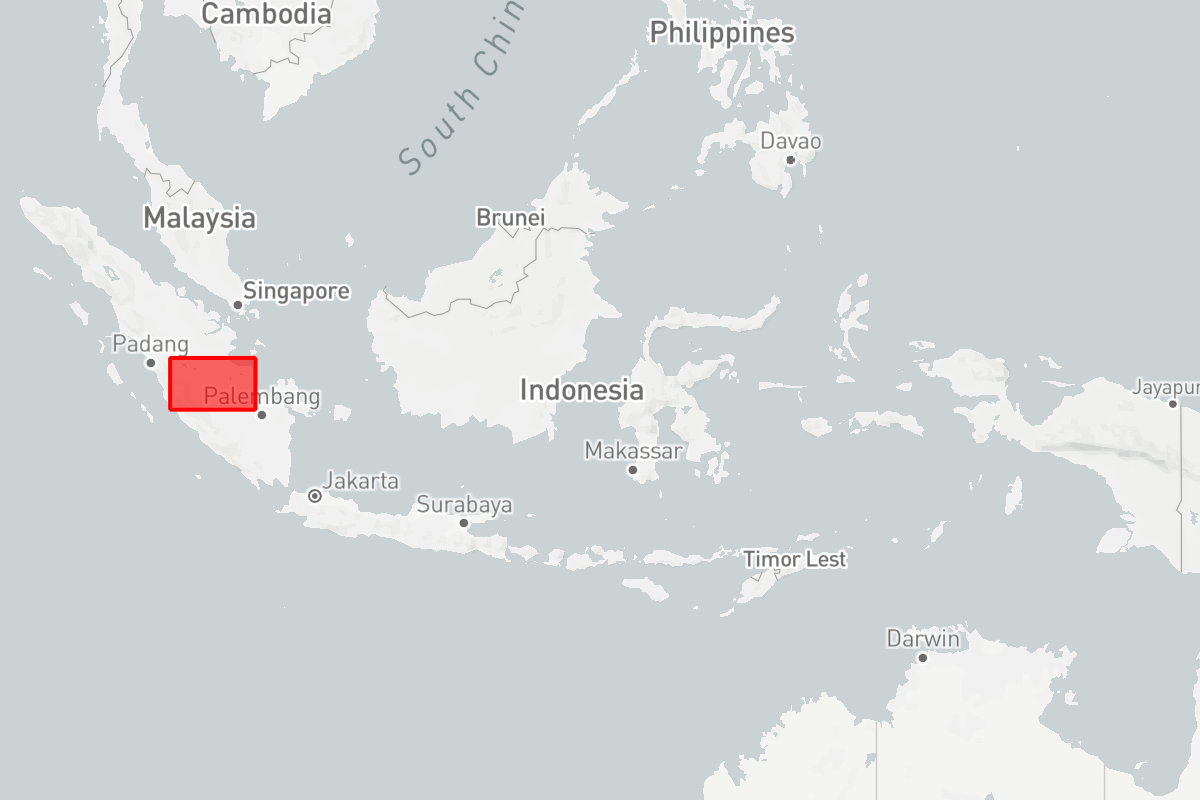 Cambodia
Philippines
South Chin
Davao
Malaysia
Brunei
Singapore
Padang
Indonesia
Palembang
Jayapur
Makassar
Jakarta
Surabaya
Timor Lest
Darwin